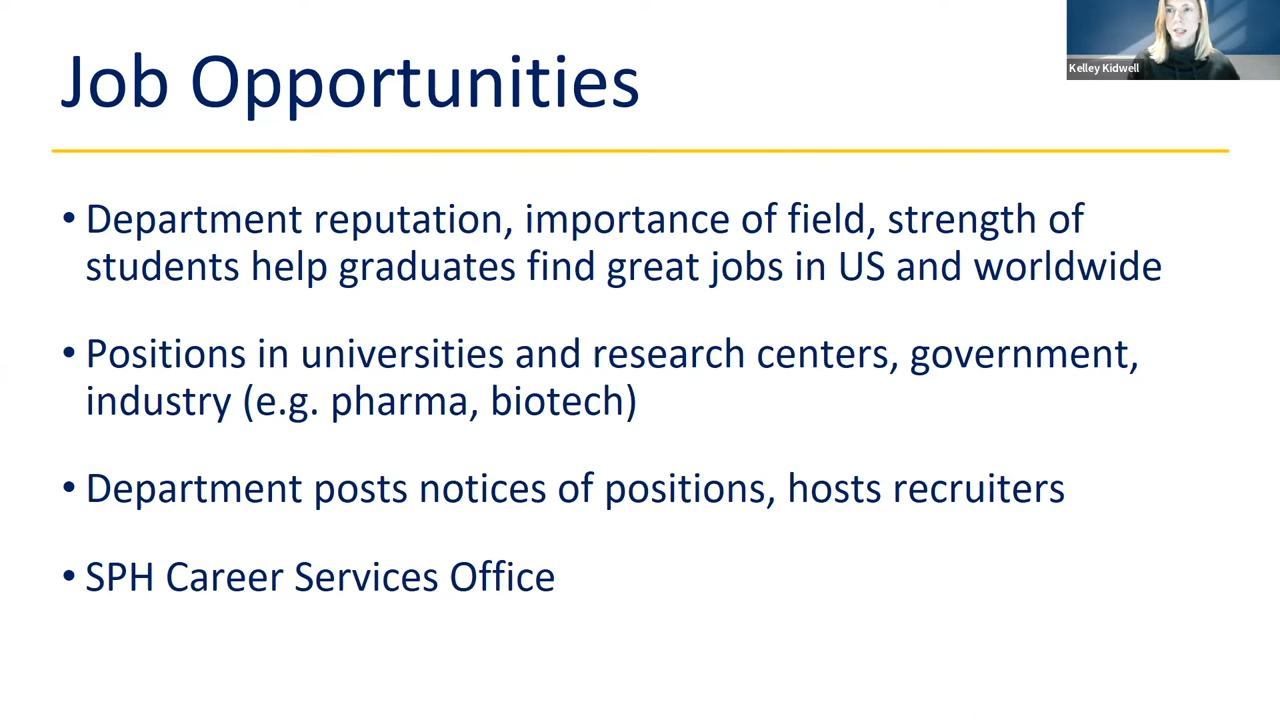 Job Opportunities
Kelley Kidwell
• Department reputation, importance of field, strength of
students help graduates find great jobs in US and worldwide
• Positions in universities and research centers, government,
industry (e.g. pharma, biotech)
• Department posts notices of positions, hosts recruiters
• SPH Career Services Office